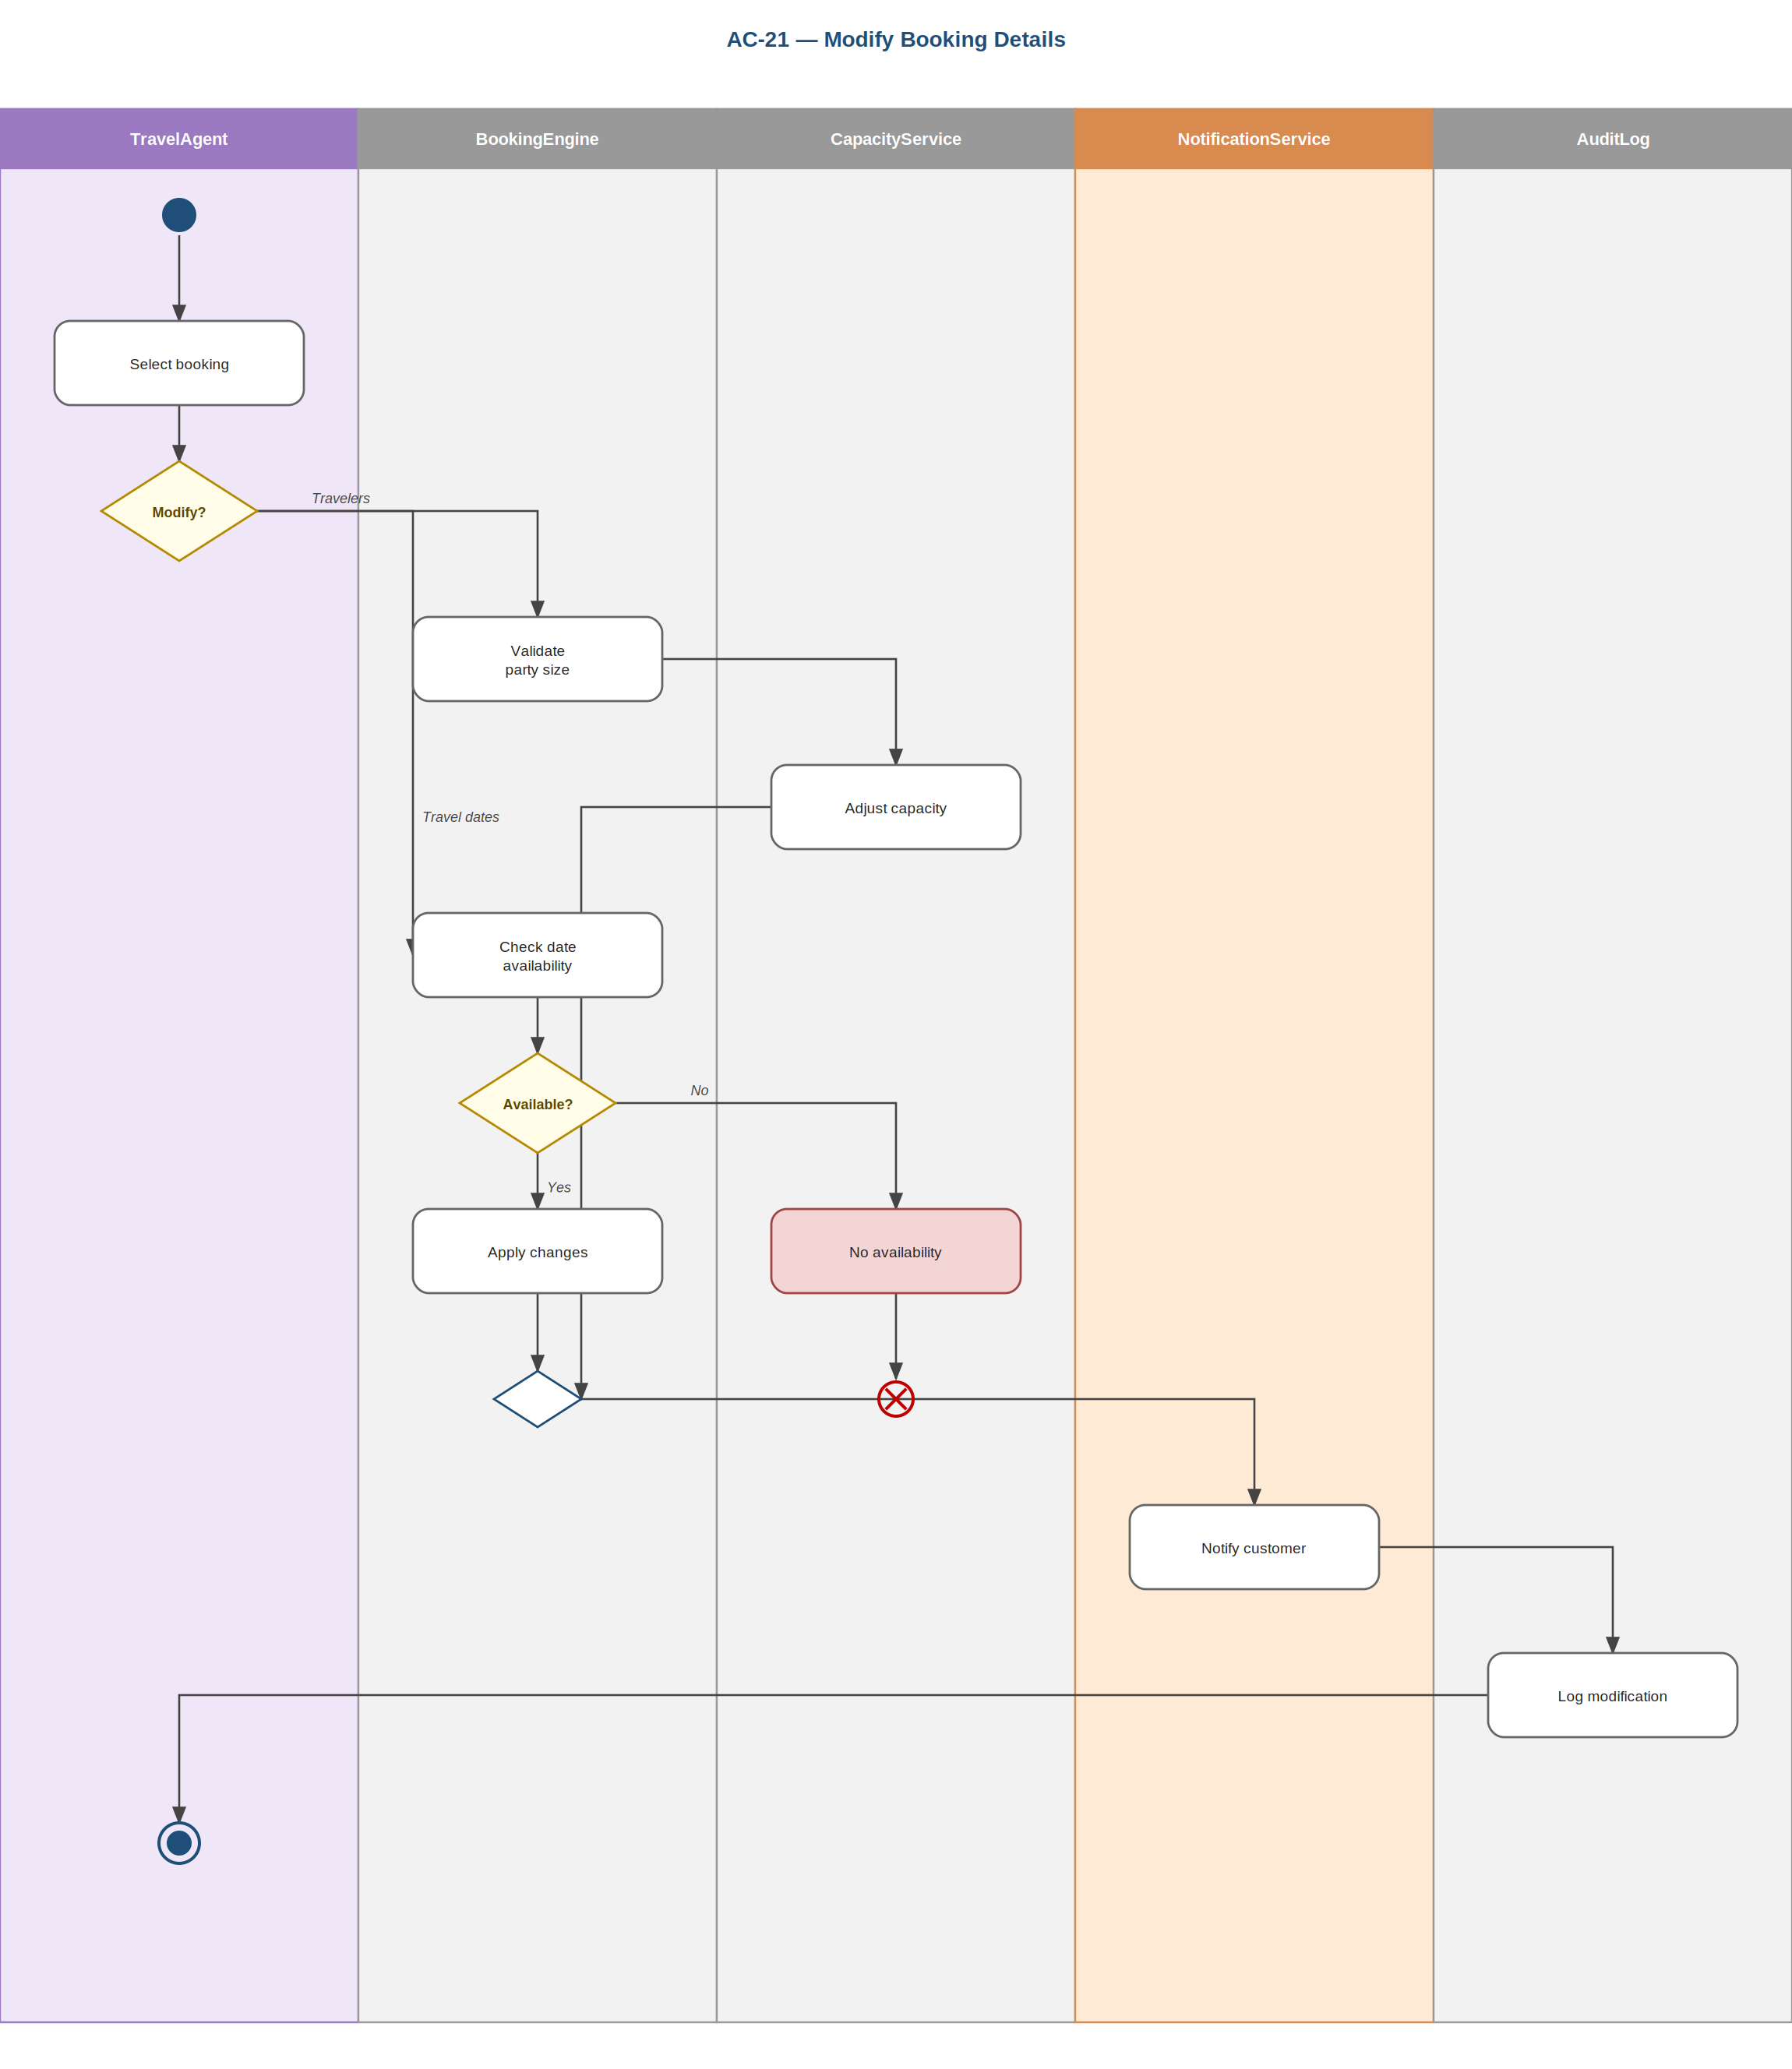 AC-21 — Modify Booking Details
TravelAgent
BookingEngine
CapacityService
NotificationService
AuditLog
Select booking
Modify?
Travelers
Validate
party size
Travel dates
Adjust capacity
Check date
availability
Available?
No
Yes
Apply changes
No availability
Notify customer
Log modification